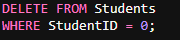 DELETE FROM Students
WHERE StudentID = 0;